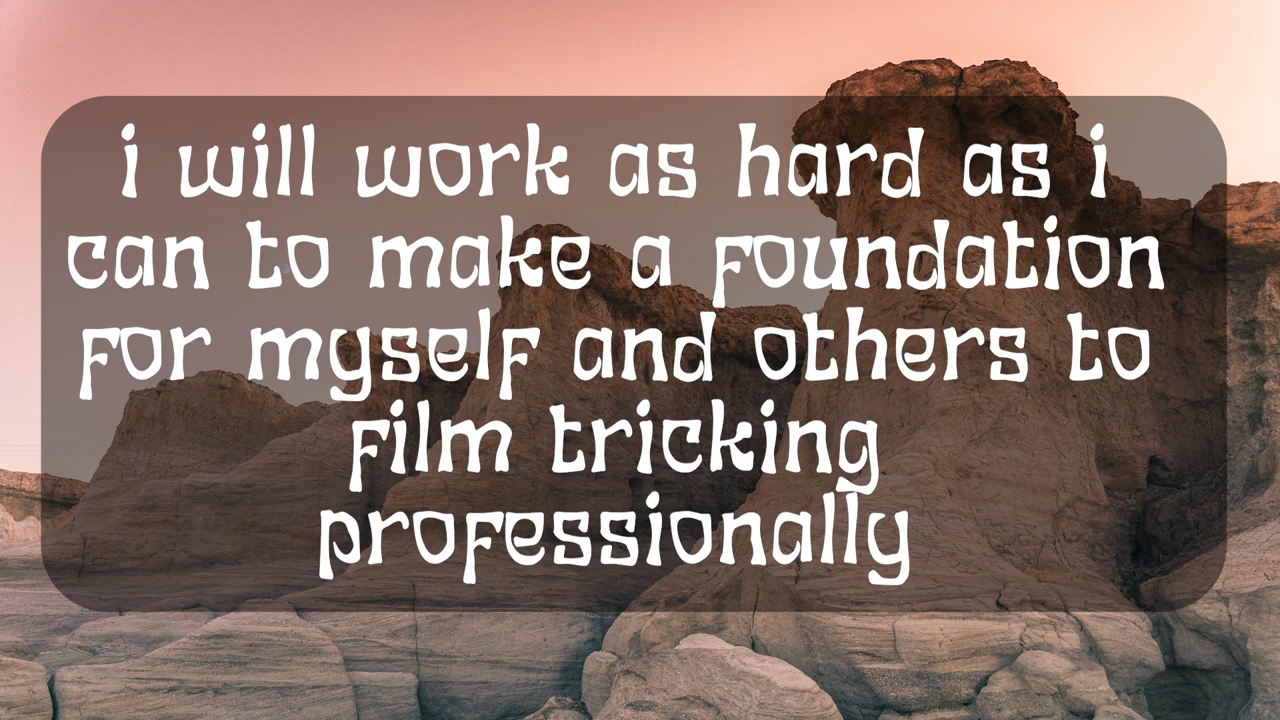 i will work as hard as i
can to make a foundation
for myself and others to
film tricking
professionally